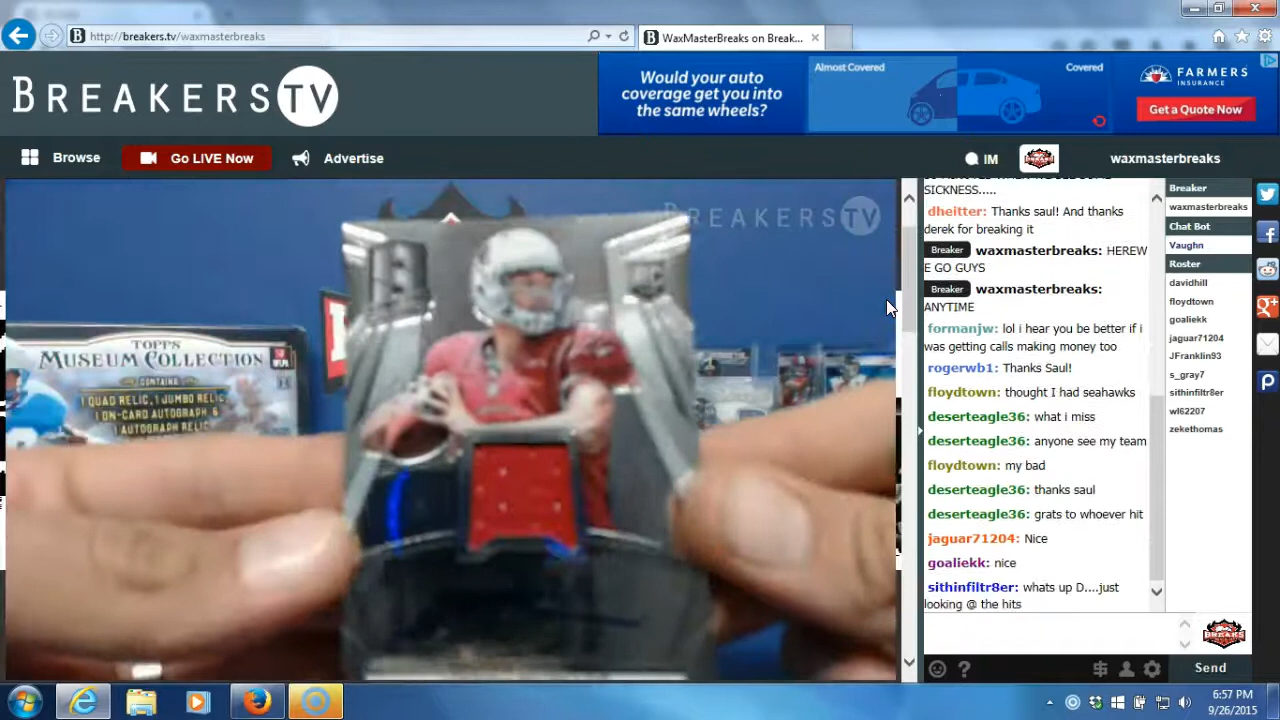 http://breakers.tv/waxmasterbreaks
WaxMasterBreaks on Break...
BREAKERSTV
Would your auto
coverage get you into
the same wheels?
Almost Covered
Covered
FARMERS
INSURANCE
Get a Quote Now
Browse
Go LIVE Now
Advertise
IM
waxmasterbreaks
BREAKERSTV
TOPPS
MUSEUM COLLECTION
CONTAINS
1 QUAD RELIC, 1 JUMBO RELIC,
1 ON-CARD AUTOGRAPH &
1 AUTOGRAPH RELIC
SICKNESS.....
dheitter: Thanks saul! And thanks
derek for breaking it
Breaker waxmasterbreaks: HEREW
E GO GUYS
Breaker waxmasterbreaks:
ANYTIME
formanjw: lol i hear you be better if i
was getting calls making money too
rogerwb1: Thanks Saul!
floydtown: thought I had seahawks
deserteagle36: what i miss
deserteagle36: anyone see my team
floydtown: my bad
deserteagle36: thanks saul
deserteagle36: grats to whoever hit
jaguar71204: Nice
goaliekk: nice
sithinfiltr8er: whats up D....just
looking @ the hits
Send
Breaker
waxmasterbreaks
Chat Bot
Vaughn
Roster
davidhill
floydtown
goaliekk
jaguar71204
JFranklin93
s_gray7
sithinfiltr8er
wl62207
zekethomas
6:57 PM
9/26/2015